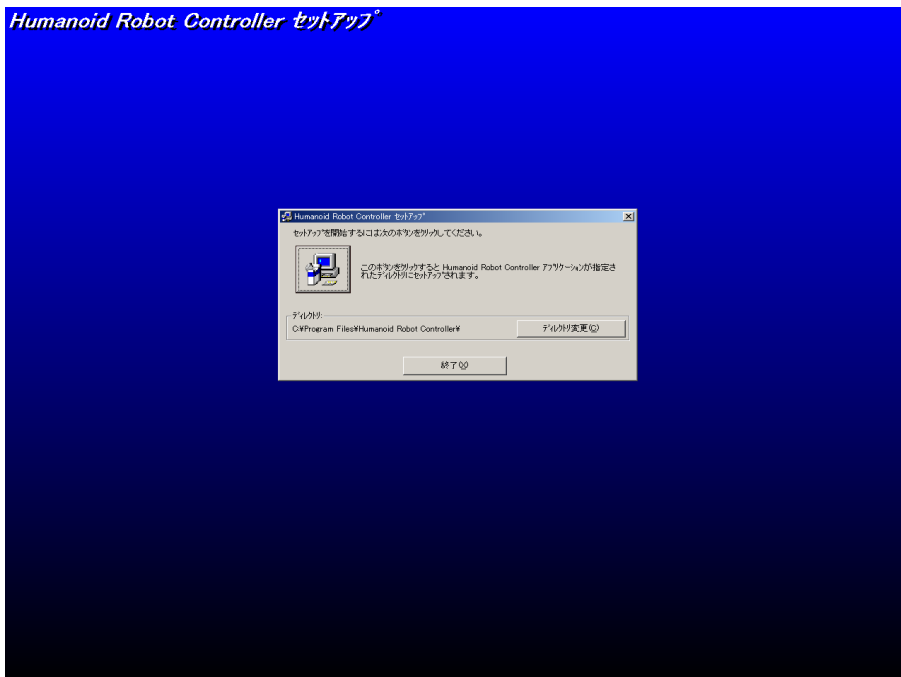 Humanoid Robot Controller ｾｯﾄｱｯﾌﾟ
Humanoid Robot Controller ｾｯﾄｱｯﾌﾟ
ｾｯﾄｱｯﾌﾟを開始するには次のﾎﾞﾀﾝをｸﾘｯｸしてください。
このﾎﾞﾀﾝをｸﾘｯｸすると Humanoid Robot Controller ｱﾌﾟﾘｹｰｼｮﾝが指定さ
れたﾃﾞｨﾚｸﾄﾘにｾｯﾄｱｯﾌﾟされます。
ﾃﾞｨﾚｸﾄﾘ:
C:¥Program Files¥Humanoid Robot Controller¥
ﾃﾞｨﾚｸﾄﾘ変更(C)
終了(X)